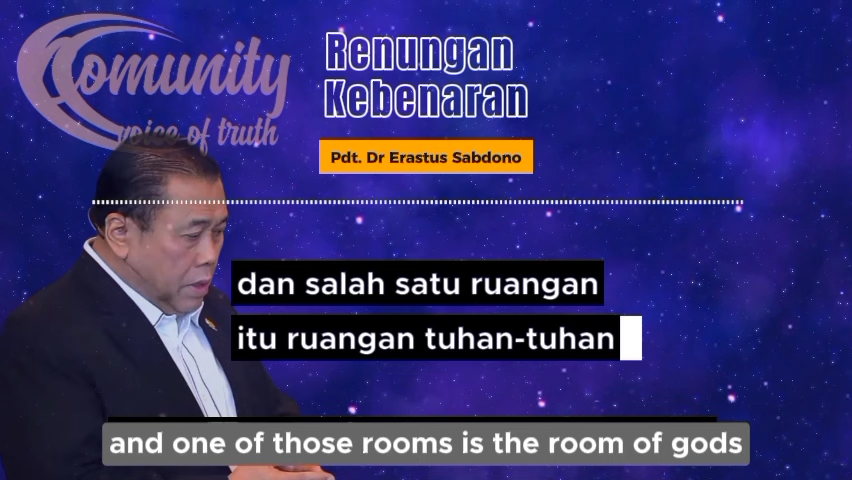 Comunity
voice of truth
Renungan
Kebenaran
Pdt. Dr Erastus Sabdono
dan salah satu ruangan
itu ruangan tuhan-tuhan
and one of those rooms is the room of gods